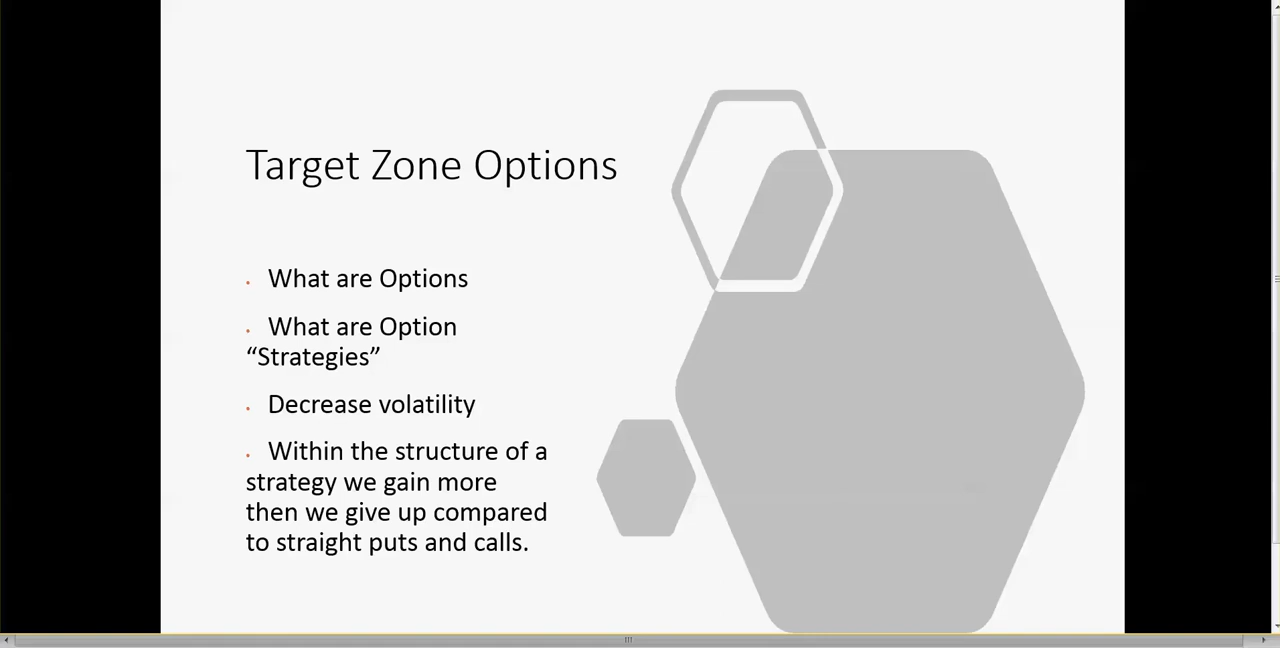 Target Zone Options
• What are Options
• What are Option
“Strategies”
• Decrease volatility
• Within the structure of a
strategy we gain more
then we give up compared
to straight puts and calls.